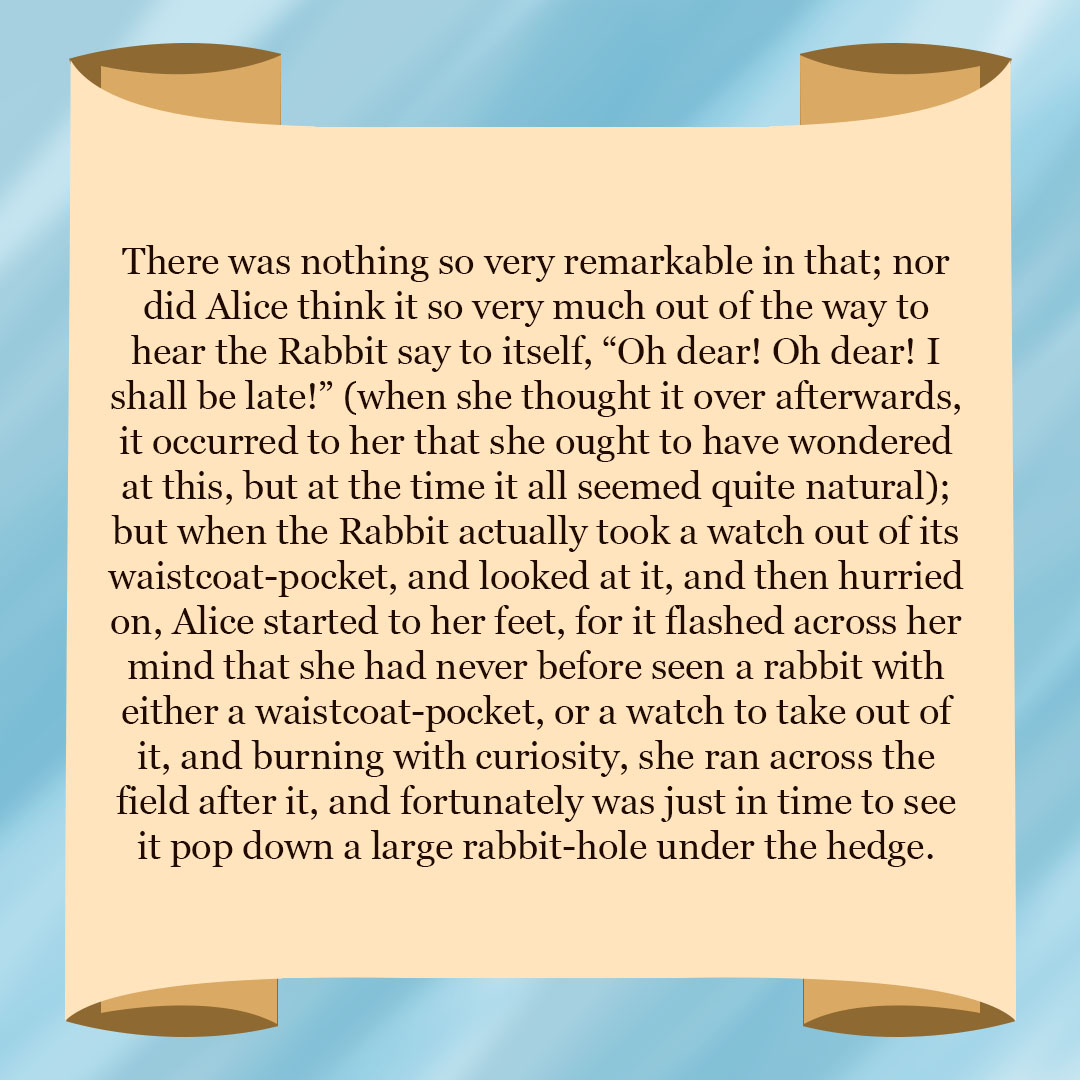 There was nothing so very remarkable in that; nor
did Alice think it so very much out of the way to
hear the Rabbit say to itself, “Oh dear! Oh dear! I
shall be late!” (when she thought it over afterwards,
it occurred to her that she ought to have wondered
at this, but at the time it all seemed quite natural);
but when the Rabbit actually took a watch out of its
waistcoat-pocket, and looked at it, and then hurried
on, Alice started to her feet, for it flashed across her
mind that she had never before seen a rabbit with
either a waistcoat-pocket, or a watch to take out of
it, and burning with curiosity, she ran across the
field after it, and fortunately was just in time to see
it pop down a large rabbit-hole under the hedge.